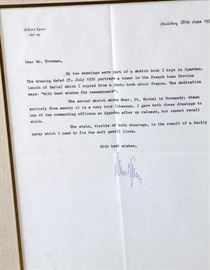 Albert Speer
Heidelberg 28th June 19
Dear Mr. Trueman,
My two drawings were part of a sketch book I kept in Spandau.
The drawing dated 25. July 1956 portrays a tower in the French town
length of Sarlat which I copied from a photo book about France. The dedication
says: "with best wishes for remembrance".
The second sketch shows Mont. St. Michel in Normandy; drawn
entirely from memory it is a very true likeness. I gave both these drawings to
one of the commanding officers at Spandau after my release, but cannot recall
which.
The stain, visible on both drawings, is the result of a faulty
spray which I used to fix the soft pencil lines.
With best wishes,